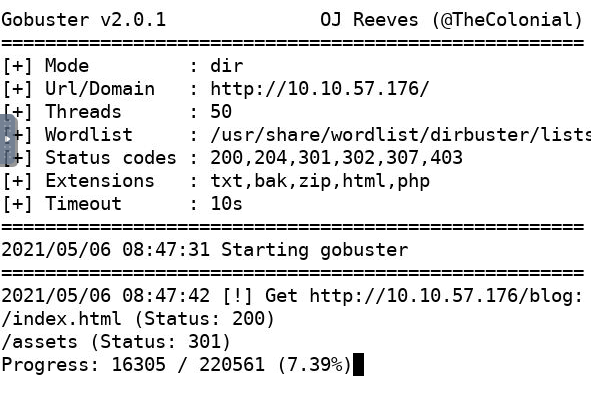 Gobuster v2.0.1              OJ Reeves (@TheColonial)
=====================================================
[+] Mode         : dir
[+] Url/Domain   : http://10.10.57.176/
[+] Threads      : 50
[+] Wordlist     : /usr/share/wordlist/dirbuster/lists
[+] Status codes : 200,204,301,302,307,403
[+] Extensions   : txt,bak,zip,html,php
[+] Timeout      : 10s
=====================================================
2021/05/06 08:47:31 Starting gobuster
=====================================================
2021/05/06 08:47:42 [!] Get http://10.10.57.176/blog:
/index.html (Status: 200)
/assets (Status: 301)
Progress: 16305 / 220561 (7.39%)